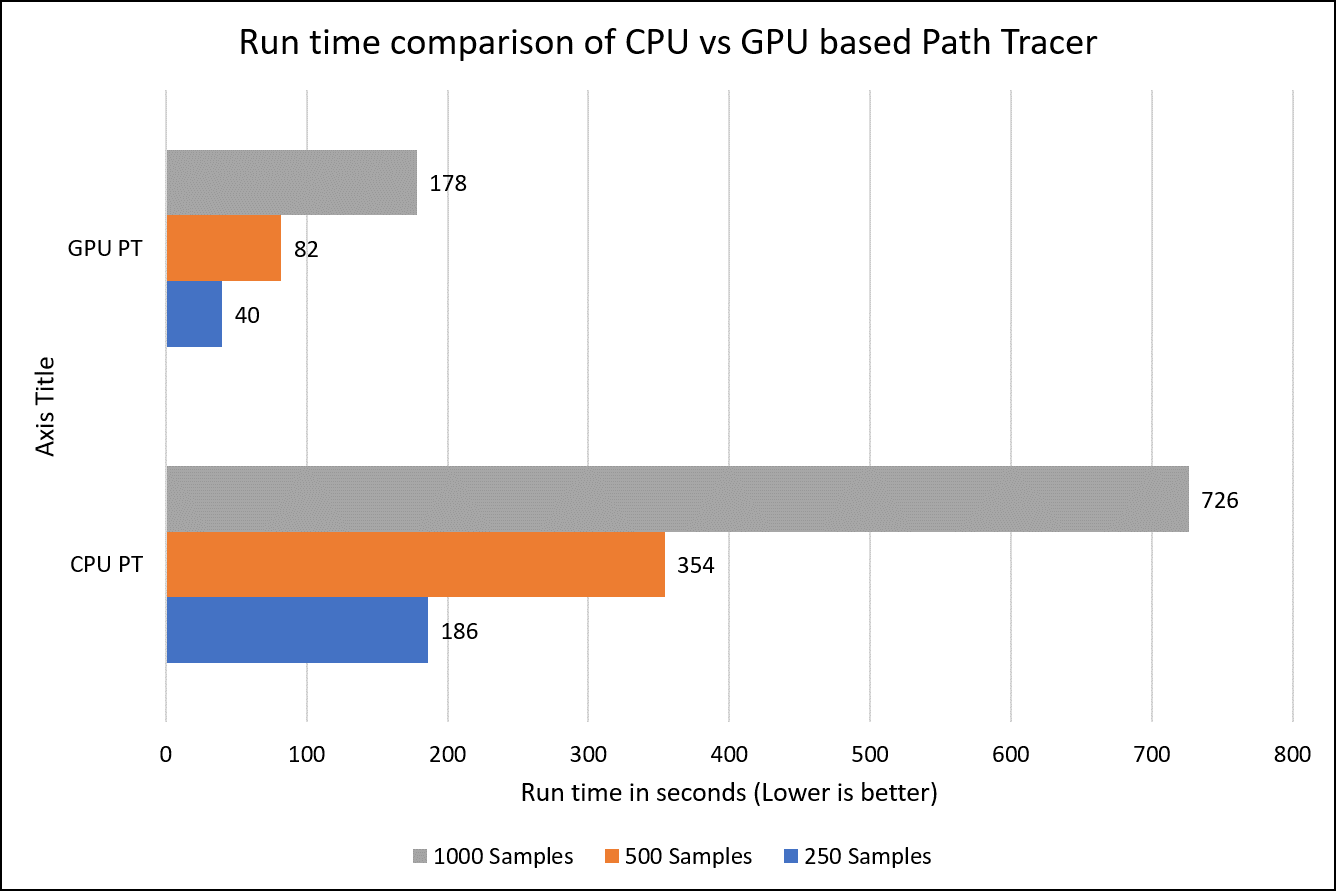 Run time comparison of CPU vs GPU based Path Tracer
178
GPU PT
82
40
Axis Title
726
CPU PT
354
186
0 100 200 300 400 500 600 700 800
Run time in seconds (Lower is better)
1000 Samples 500 Samples 250 Samples